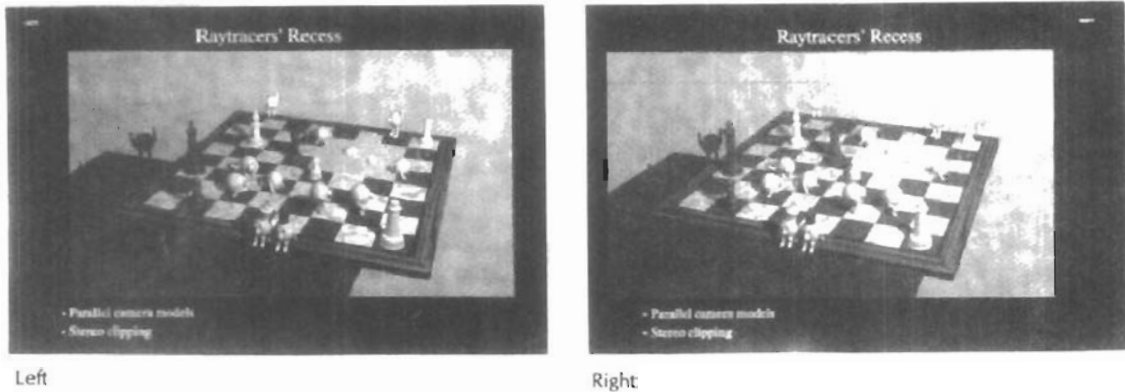 Raytracers' Recess
- Parallel camera models
- Stereo clipping
Left
Raytracers' Recess
- Parallel camera models
- Stereo clipping
Right